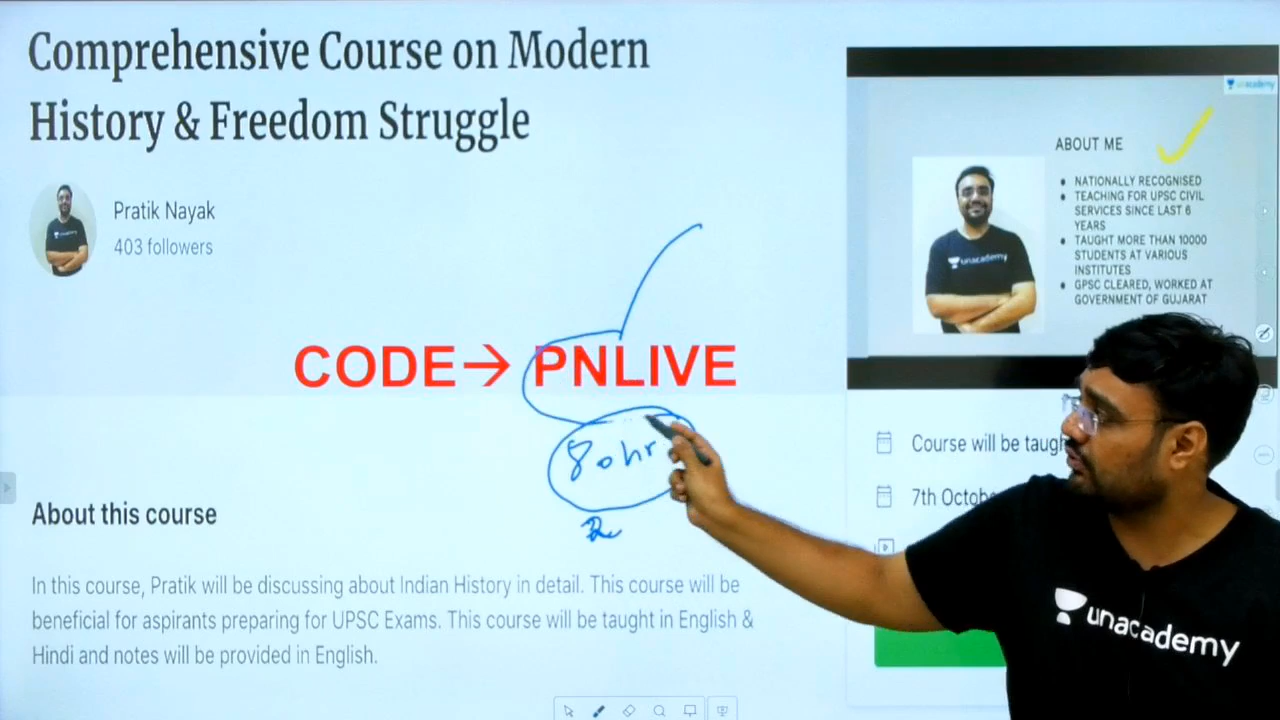 Comprehensive Course on Modern
History & Freedom Struggle
Pratik Nayak
403 followers
CODE→ PNLIVE
80 hr
About this course
In this course, Pratik will be discussing about Indian History in detail. This course will be
beneficial for aspirants preparing for UPSC Exams. This course will be taught in English &
Hindi and notes will be provided in English.
unacademy
ABOUT ME
• NATIONALLY RECOGNISED
• TEACHING FOR UPSC CIVIL
SERVICES SINCE LAST 6
YEARS
• TAUGHT MORE THAN 10000
STUDENTS AT VARIOUS
INSTITUTES
• GPSC CLEARED, WORKED AT
GOVERNMENT OF GUJARAT
unacademy
Course will be
7th
unacademy